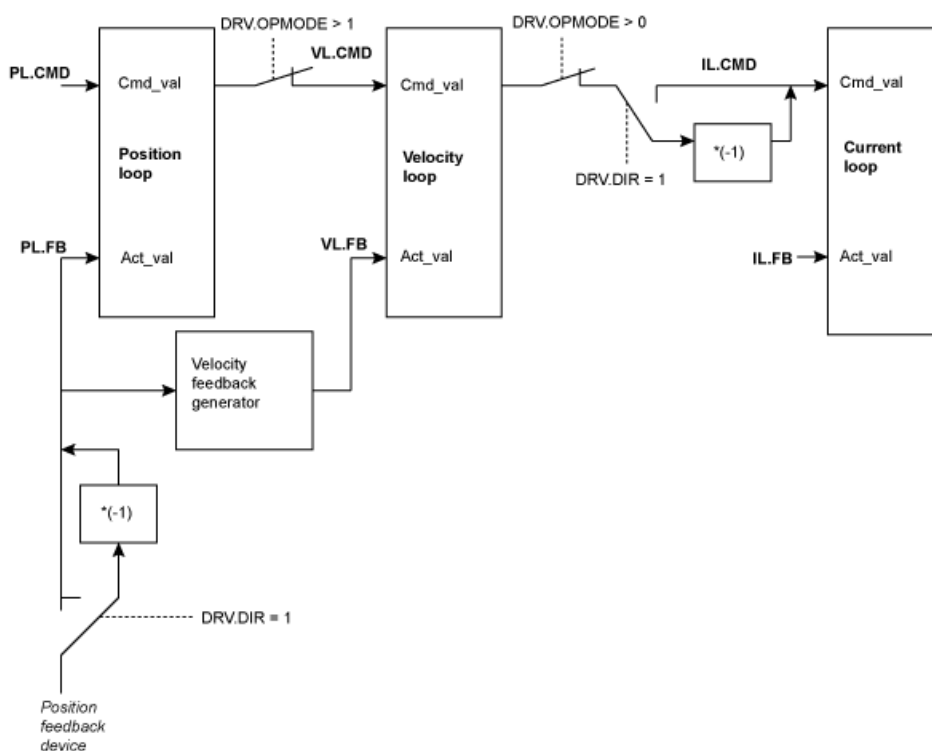 DRV.OPMODE > 1
DRV.OPMODE > 0
PL.CMD
VL.CMD
IL.CMD
Cmd_val
Cmd_val
Cmd_val
Position
loop
Velocity
loop
*(-1)
Current
loop
DRV.DIR = 1
PL.FB
VL.FB
IL.FB
Act_val
Act_val
Act_val
Velocity
feedback
generator
*(-1)
DRV.DIR = 1
Position
feedback
device